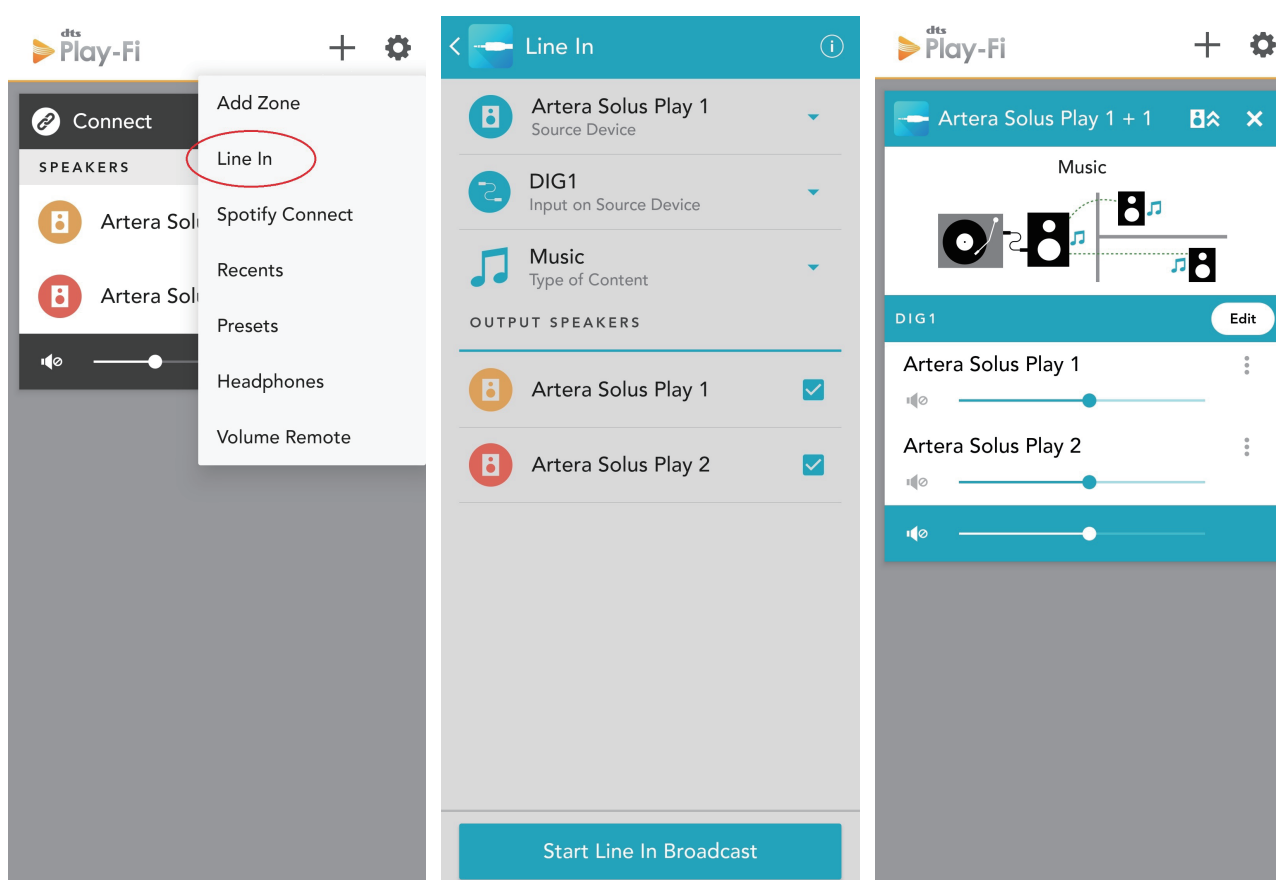 dts
Play-Fi
Connect
SPEAKERS
Artera Sol
Artera Sol
Add Zone
Line In
Spotify Connect
Recents
Presets
Headphones
Volume Remote
Line In
Artera Solus Play 1
Source Device
DIG1
Input on Source Device
Music
Type of Content
OUTPUT SPEAKERS
Artera Solus Play 1
Artera Solus Play 2
Start Line In Broadcast
dts
Play-Fi
Artera Solus Play 1 + 1
Music
DIG1
Edit
Artera Solus Play 1
Artera Solus Play 2